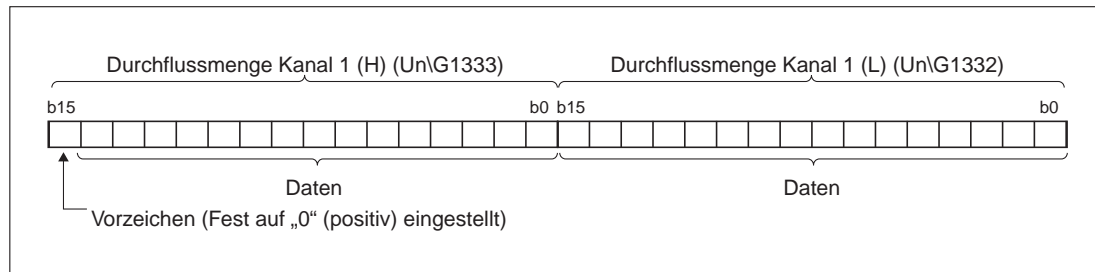 Durchflussmenge Kanal 1 (H) (Un\G1333) Durchflussmenge Kanal 1 (L) (Un\G1332)
b15 b0 b15 b0
Daten Daten
Vorzeichen (Fest auf „0“ (positiv) eingestellt)